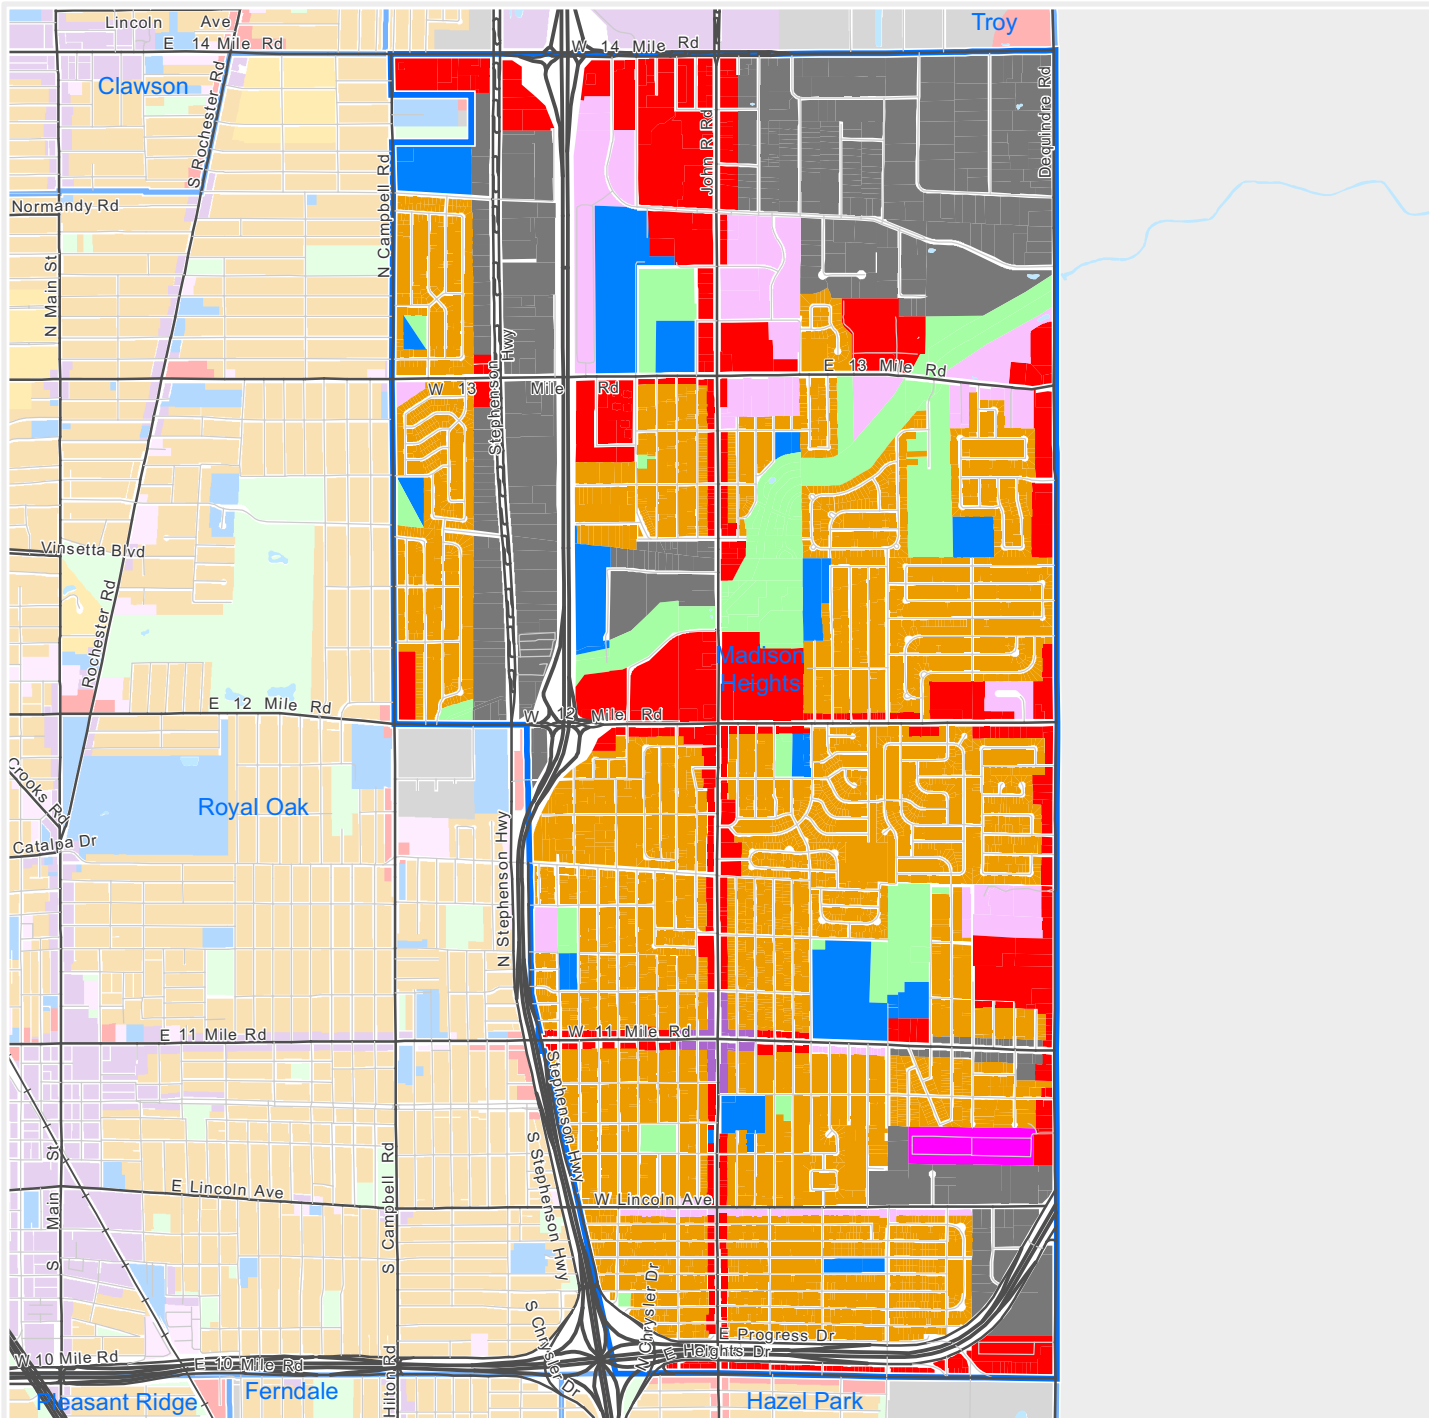 Lincoln Ave
Troy
E 14 Mile Rd
W 14 Mile Rd
Clawson
S Rochester Rd
John R Rd
Dequindre Rd
Normandy Rd
N Campbell Rd
N Main St
Stephenson Hwy
E 13 Mile Rd
W 13 Mile Rd
Vinsetta Blvd
Rochester Rd
Madison
Heights
E 12 Mile Rd
W 12 Mile Rd
Crooks Rd
Royal Oak
Catalpa Dr
N Stephenson Hwy
E 11 Mile Rd
W 11 Mile Rd
Stephenson Hwy
S Stephenson Hwy
S Main St
S Campbell Rd
E Lincoln Ave
W Lincoln Ave
S Chrysler Dr
N Chrysler Dr
E Progress Dr
E Heights Dr
W 10 Mile Rd
E 10 Mile Rd
Hilton Rd
Pleasant Ridge
Ferndale
Hazel Park